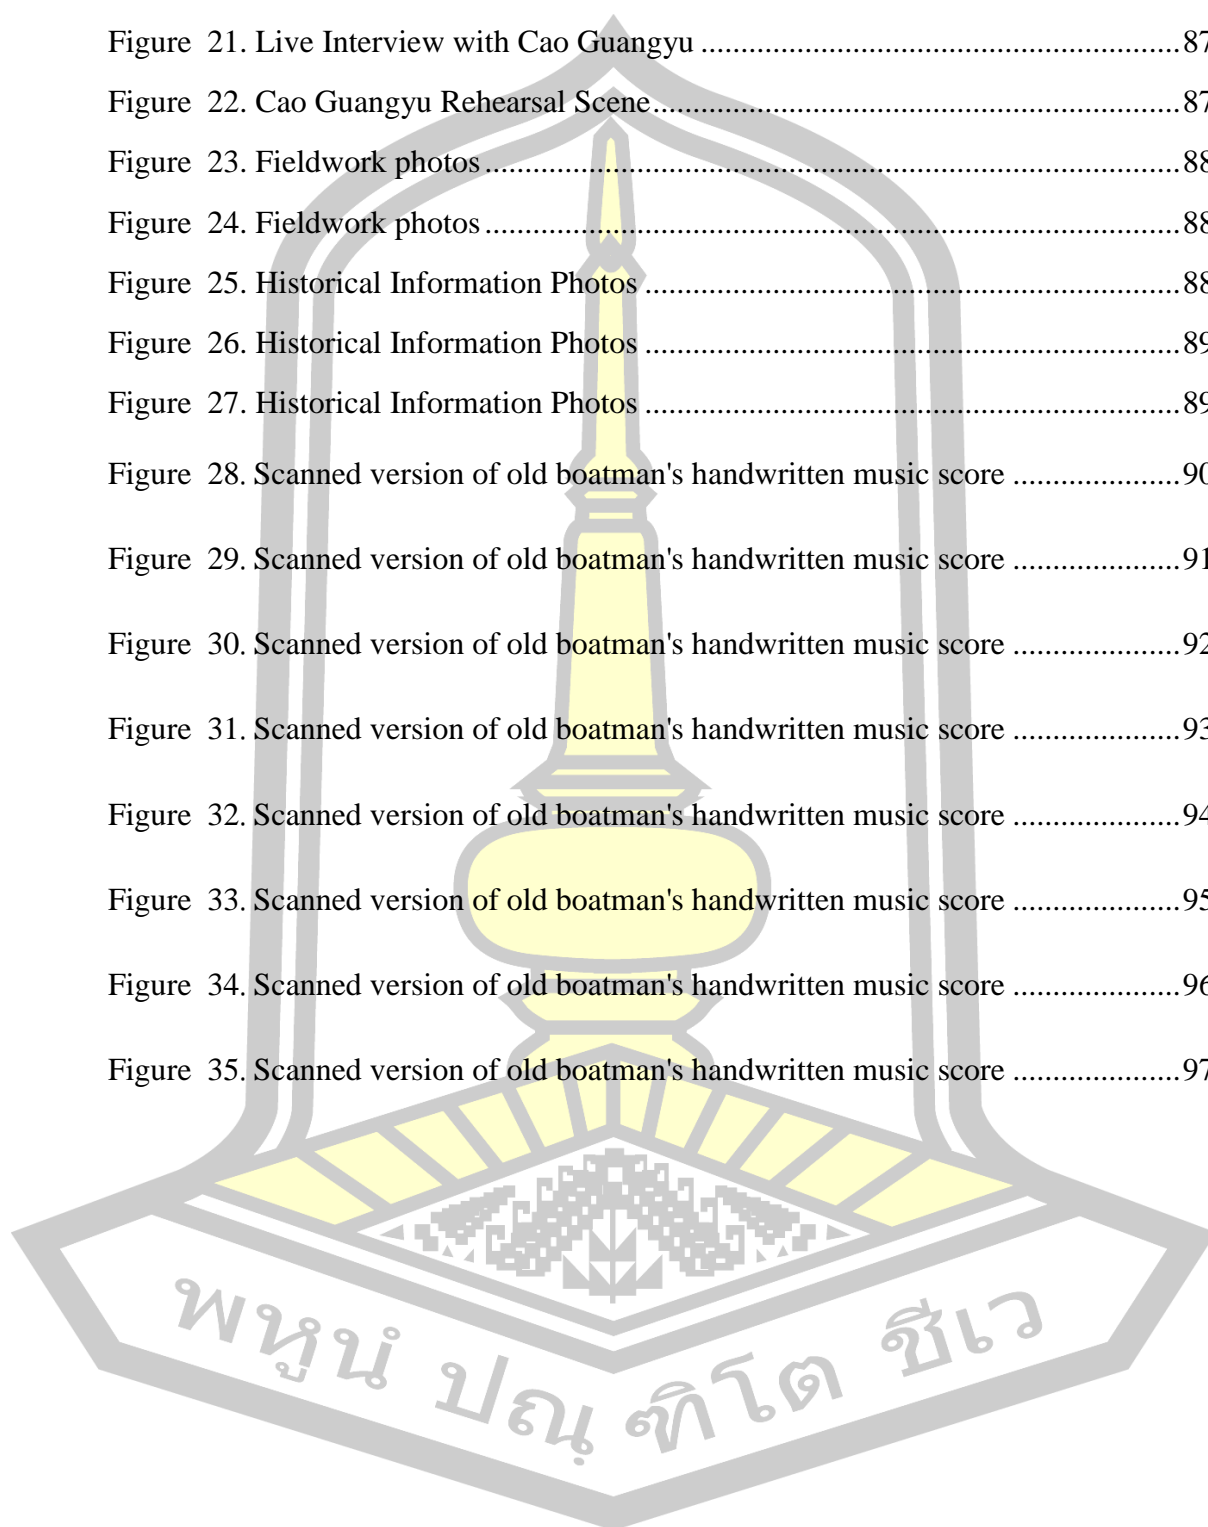 Figure  21. Live Interview with Cao Guangyu ........................................................ 87
Figure  22. Cao Guangyu Rehearsal Scene .............................................................. 87
Figure  23. Fieldwork photos .................................................................................. 88
Figure  24. Fieldwork photos .................................................................................. 88
Figure  25. Historical Information Photos ............................................................... 88
Figure  26. Historical Information Photos ............................................................... 89
Figure  27. Historical Information Photos ............................................................... 89
Figure  28. Scanned version of old boatman's handwritten music score .................... 90
Figure  29. Scanned version of old boatman's handwritten music score .................... 91
Figure  30. Scanned version of old boatman's handwritten music score .................... 92
Figure  31. Scanned version of old boatman's handwritten music score .................... 93
Figure  32. Scanned version of old boatman's handwritten music score .................... 94
Figure  33. Scanned version of old boatman's handwritten music score .................... 95
Figure  34. Scanned version of old boatman's handwritten music score .................... 96
Figure  35. Scanned version of old boatman's handwritten music score .................... 97
พหูนํ ปณฺฑิโต ชีเว